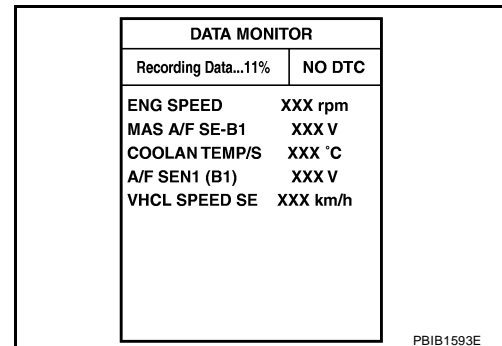 DATA MONITOR
Recording Data...11% NO DTC
ENG SPEED XXX rpm
MAS A/F SE-B1 XXX V
COOLAN TEMP/S XXX °C
A/F SEN1 (B1) XXX V
VHCL SPEED SE XXX km/h
PBIB1593E